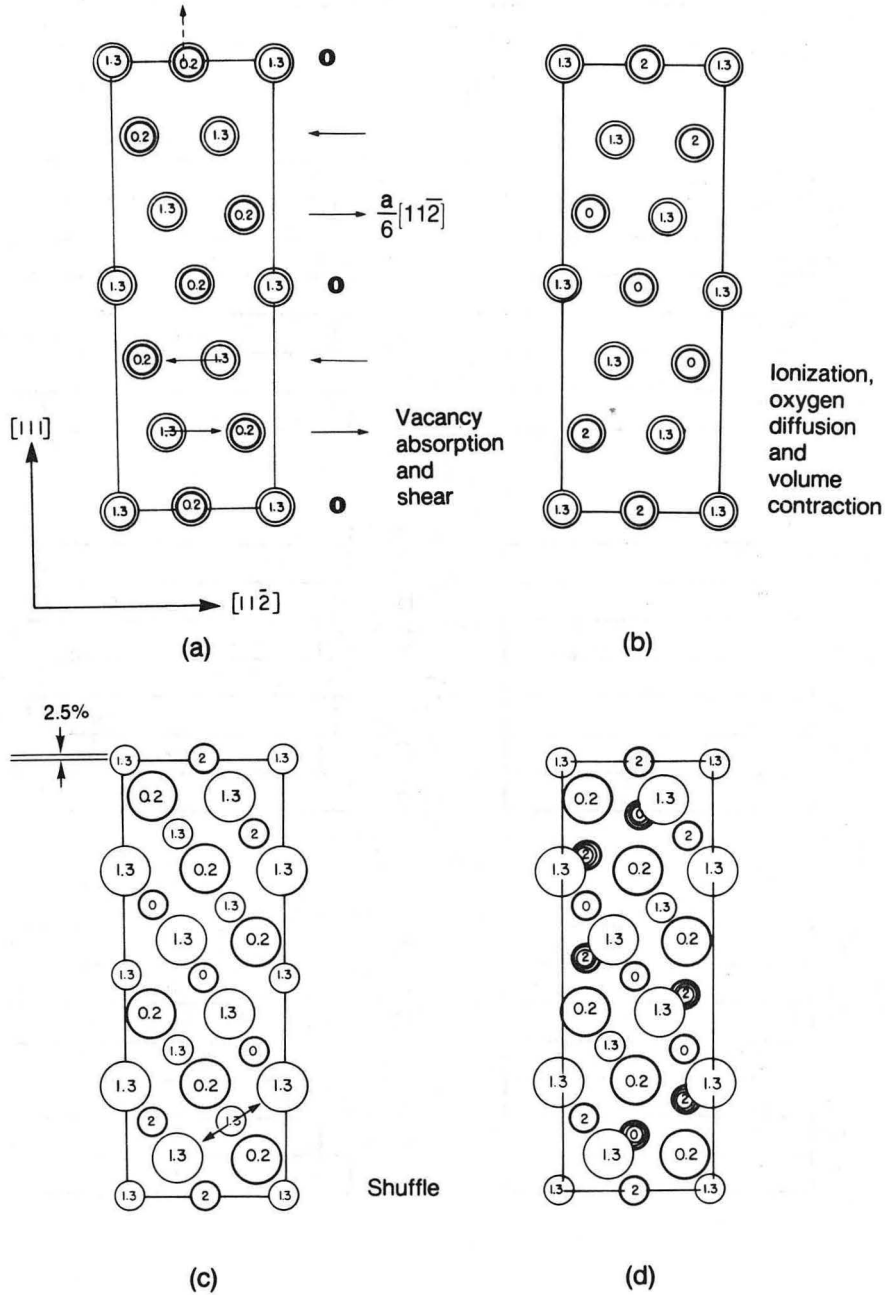 1.3 0.2 1.3 0
0.2 1.3
1.3 0.2
a/6 [112̅]
1.3 0.2 1.3 0
0.2 1.3
1.3 0.2
1.3 0.2 1.3 0
Vacancy
absorption
and
shear
[111]
[112̅]
(a)
1.3 2 1.3
1.3 2
0 1.3
1.3 0 1.3
1.3 0
2 1.3
1.3 2 1.3
Ionization,
oxygen
diffusion
and
volume
contraction
(b)
2.5%
1.3 2 1.3
0.2 1.3
1.3 2
1.3 0.2 1.3
0 1.3
1.3 0.2
1.3 0 1.3
0.2 1.3
1.3 0
1.3 0.2 1.3
2 1.3
1.3 0.2
1.3 2 1.3
Shuffle
(c)
1.3 2 1.3
0.2 1.3
0
2
2
1.3 0.2 1.3
0 1.3
1.3 0.2
2
1.3 0 1.3
2
0.2 1.3
1.3 0
1.3 0.2 1.3
2
2
0
1.3 0.2
1.3 2 1.3
(d)